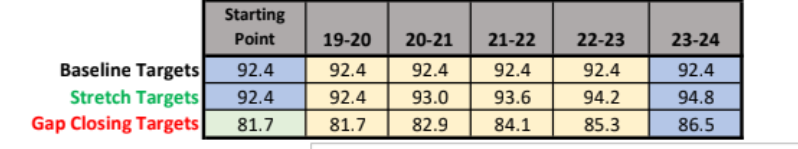 Starting
Point 19-20 20-21 21-22 22-23 23-24
Baseline Targets 92.4 92.4 92.4 92.4 92.4 92.4
Stretch Targets 92.4 92.4 93.0 93.6 94.2 94.8
Gap Closing Targets 81.7 81.7 82.9 84.1 85.3 86.5